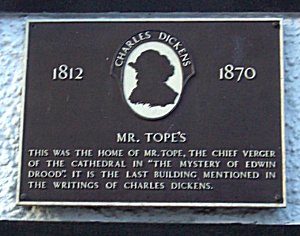 CHARLES DICKENS
1812 1870
MR. TOPE'S
THIS WAS THE HOME OF MR. TOPE, THE CHIEF VERGER
OF THE CATHEDRAL IN "THE MYSTERY OF EDWIN
DROOD". IT IS THE LAST BUILDING MENTIONED IN
THE WRITINGS OF CHARLES DICKENS.